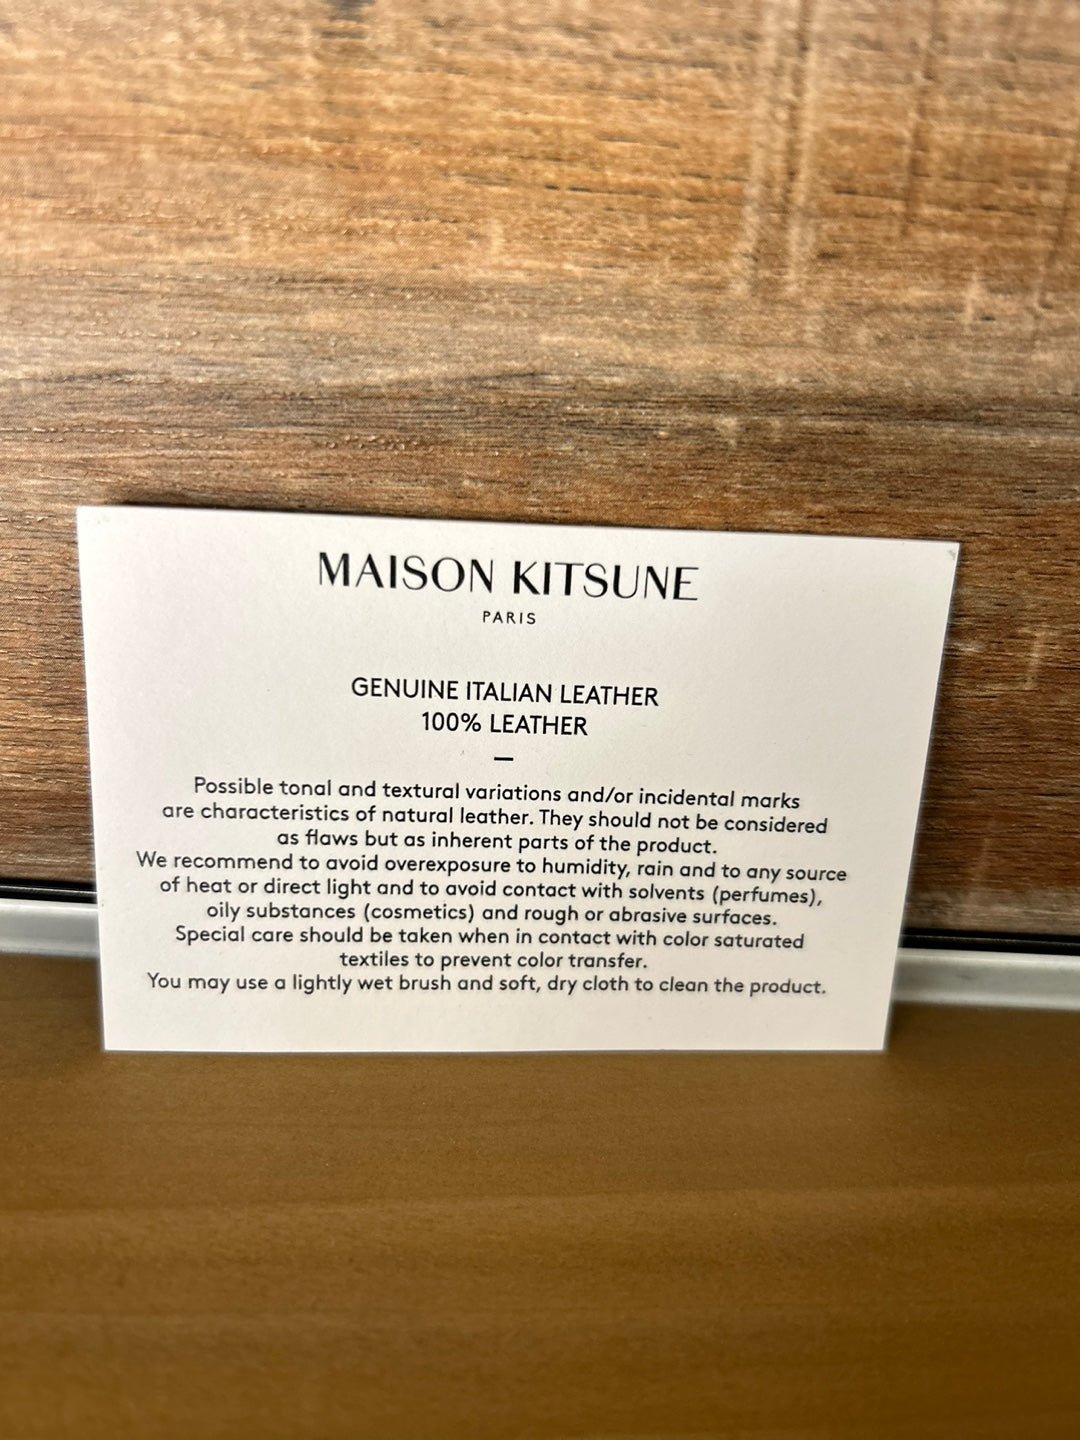 MAISON KITSUNE
PARIS
GENUINE ITALIAN LEATHER
100% LEATHER
—
Possible tonal and textural variations and/or incidental marks
are characteristics of natural leather. They should not be considered
as flaws but as inherent parts of the product.
We recommend to avoid overexposure to humidity, rain and to any source
of heat or direct light and to avoid contact with solvents (perfumes),
oily substances (cosmetics) and rough or abrasive surfaces.
Special care should be taken when in contact with color saturated
textiles to prevent color transfer.
You may use a lightly wet brush and soft, dry cloth to clean the product.